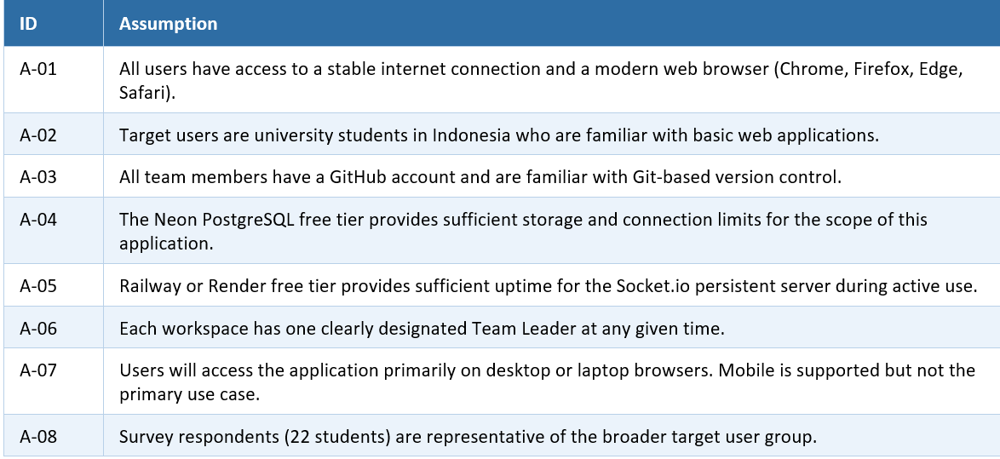 ID Assumption
A-01 All users have access to a stable internet connection and a modern web browser (Chrome, Firefox, Edge,
Safari).
A-02 Target users are university students in Indonesia who are familiar with basic web applications.
A-03 All team members have a GitHub account and are familiar with Git-based version control.
A-04 The Neon PostgreSQL free tier provides sufficient storage and connection limits for the scope of this
application.
A-05 Railway or Render free tier provides sufficient uptime for the Socket.io persistent server during active use.
A-06 Each workspace has one clearly designated Team Leader at any given time.
A-07 Users will access the application primarily on desktop or laptop browsers. Mobile is supported but not the
primary use case.
A-08 Survey respondents (22 students) are representative of the broader target user group.